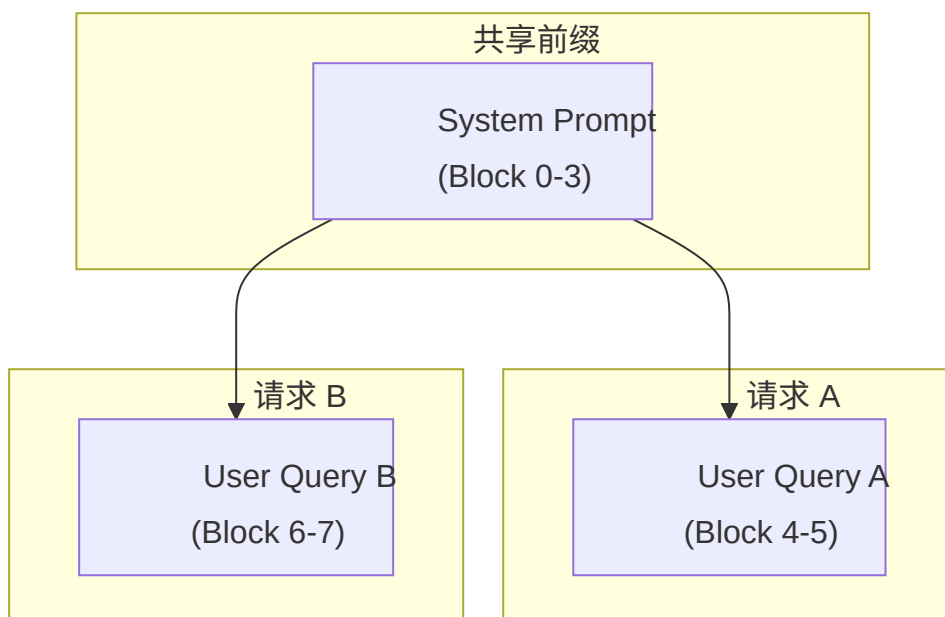 共享前缀
System Prompt
(Block 0-3)
请求 B
User Query B
(Block 6-7)
请求 A
User Query A
(Block 4-5)